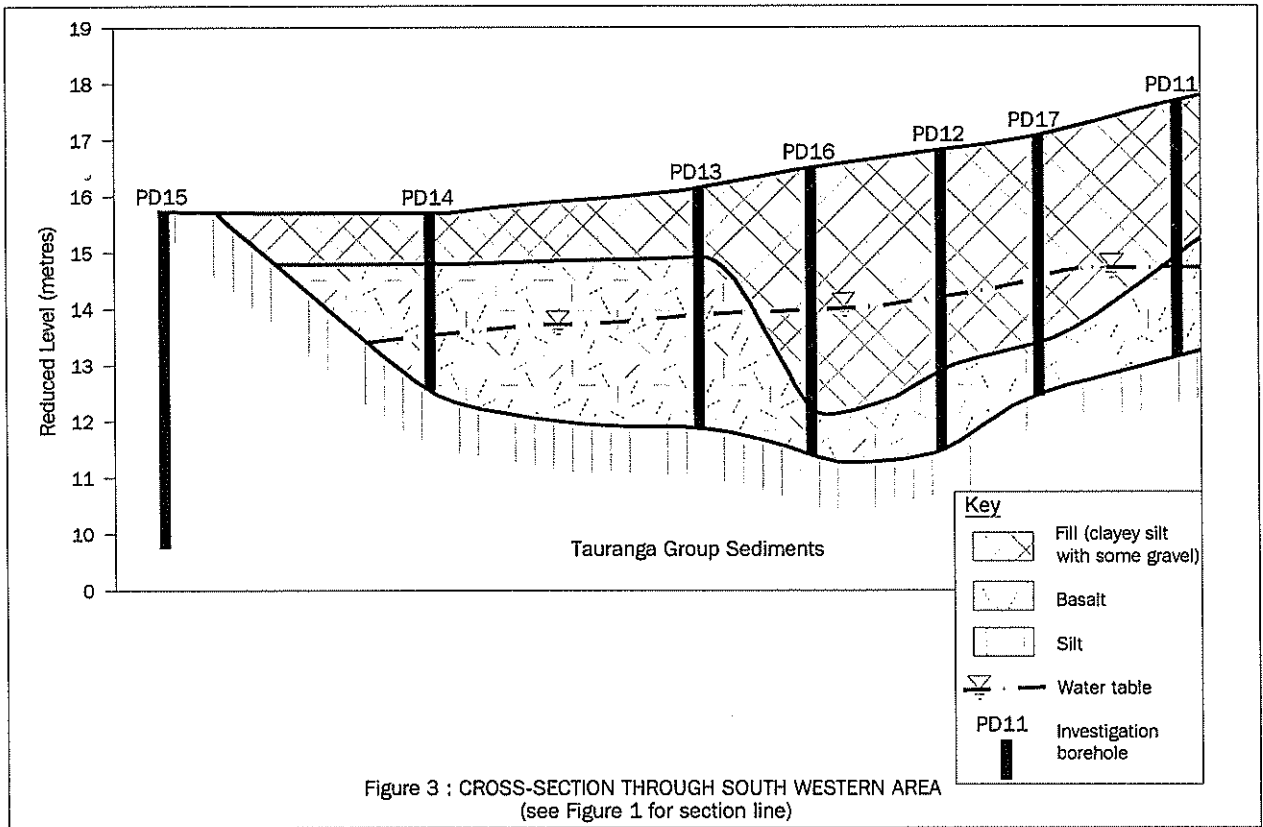 19
18
17
16
15
14
13
12
11
10
0
Reduced Level (metres)
PD15
PD14
PD13
PD16
PD12
PD17
PD11
Tauranga Group Sediments
Key
Fill (clayey silt
with some gravel)
Basalt
Silt
Water table
PD11
Investigation
borehole
Figure 3 : CROSS-SECTION THROUGH SOUTH WESTERN AREA
(see Figure 1 for section line)